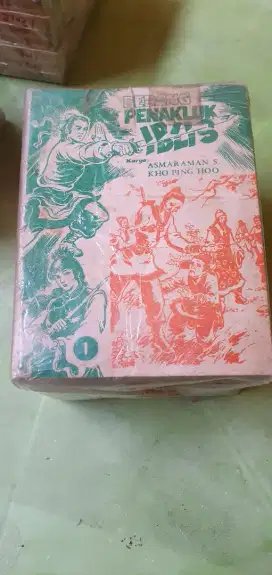 PENAKLUK
IBLIS
Karya:
ASMARAMAN S.
KHO PING HOO
1